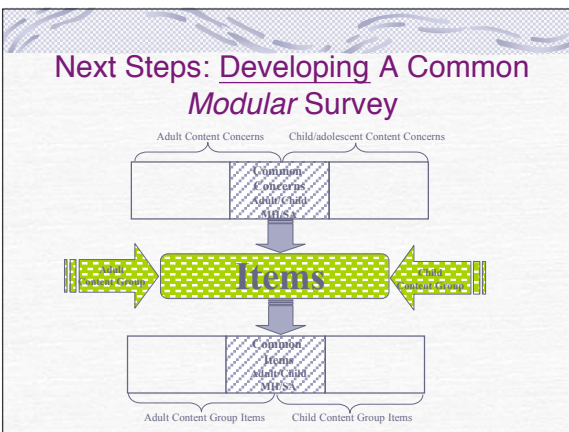 Next Steps: Developing A Common
Modular Survey
Adult Content Concerns
Child/adolescent Content Concerns
Common
Concerns
Adult/Child
MH/SA
Adult
Content Group
Items
Child
Content Group
Common
Items
Adult/Child
MH/SA
Adult Content Group Items
Child Content Group Items